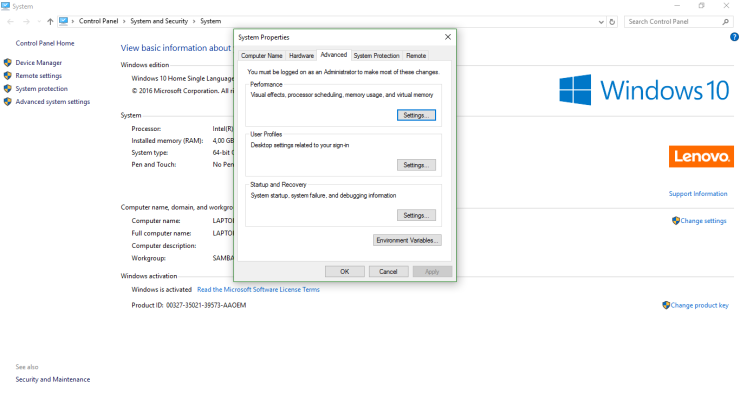 System
Control Panel > System and Security > System
Search Control Panel
Control Panel Home
Device Manager
Remote settings
System protection
Advanced system settings
See also
Security and Maintenance
View basic information about
Windows edition
Windows 10 Home Single Language
© 2016 Microsoft Corporation. All ri
System
Processor: Intel(R)
Installed memory (RAM): 4,00 GB
System type: 64-bit
Pen and Touch: No Pen
Computer name, domain, and workgro
Computer name: LAPTO
Full computer name: LAPTO
Computer description:
Workgroup: SAMBA
Windows activation
Windows is activated Read the Microsoft Software License Terms
Product ID: 00327-35021-39573-AAOEM
System Properties
Computer Name Hardware Advanced System Protection Remote
You must be logged on as an Administrator to make most of these changes.
Performance
Visual effects, processor scheduling, memory usage, and virtual memory
Settings...
User Profiles
Desktop settings related to your sign-in
Settings...
Startup and Recovery
System startup, system failure, and debugging information
Settings...
Environment Variables...
OK Cancel Apply
Windows 10
Lenovo.
Support Information
Change settings
Change product key